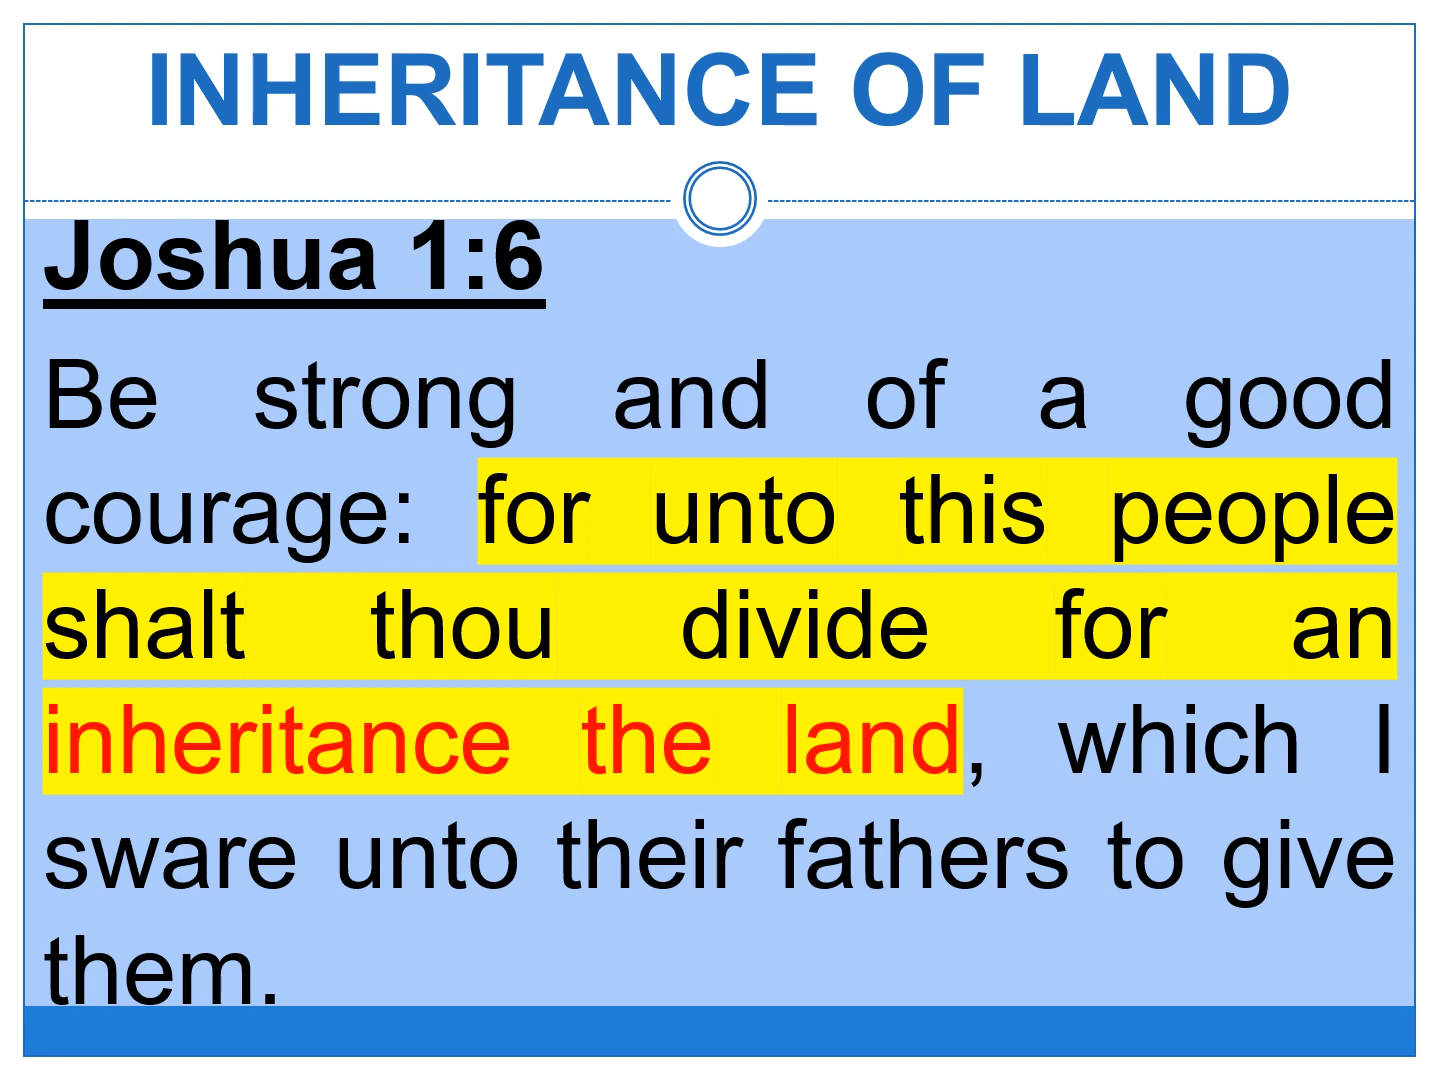 INHERITANCE OF LAND
Joshua 1:6
Be strong and of a good
courage: for unto this people
shalt thou divide for an
inheritance the land, which I
sware unto their fathers to give
them.